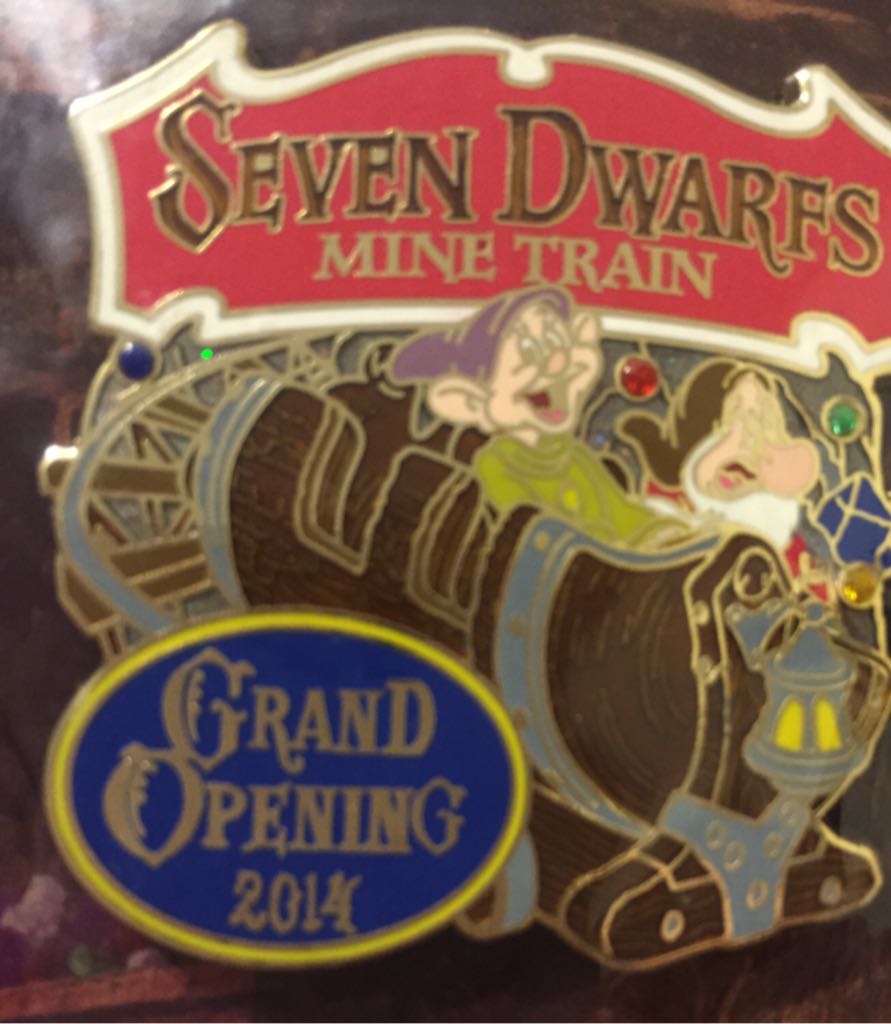 SEVEN DWARFS
MINE TRAIN
GRAND
OPENING
2014